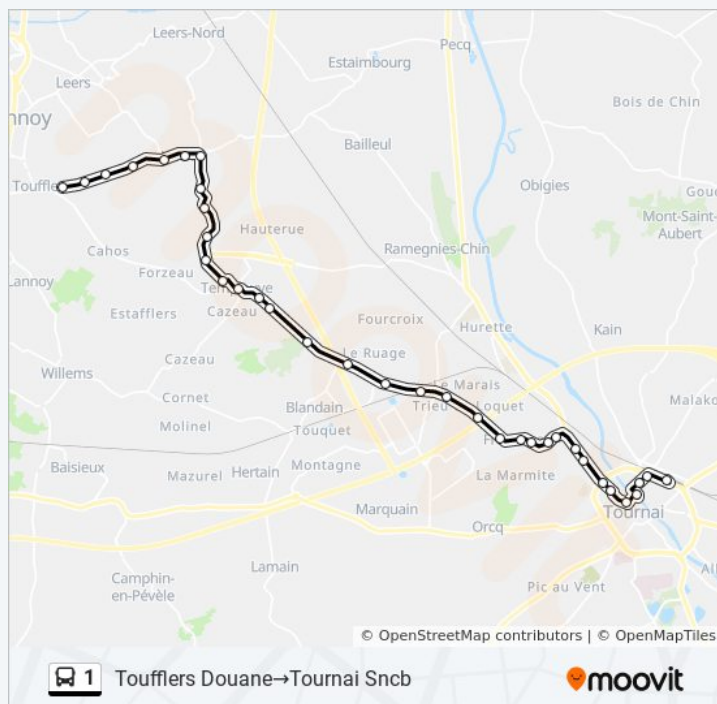 Leers-Nord
Estaimbourg
Pecq
Leers
Bois de Chin
nnoy
Bailleul
Touffle
Obigies
Gou
Mont-Saint-
Aubert
Hauterue
Cahos
Ramegnies-Chin
Forzeau
Lannoy
Estafflers
Cazeau
Fourcroix
Hurette
Kain
Cazeau
Le Ruage
Willems
Le Marais
Malako
Cornet
Blandain
Trieu
Loquet
Molinel
Touquet
Baisieux
Hertain
Montagne
La Marmite
Mazurel
Marquain
Orcq
Tournai
Lamain
Camphin-
en-Pévèle
Pic au Vent
© OpenStreetMap contributors | © OpenMapTiles
1 Toufflers Douane→Tournai Sncb
moovit